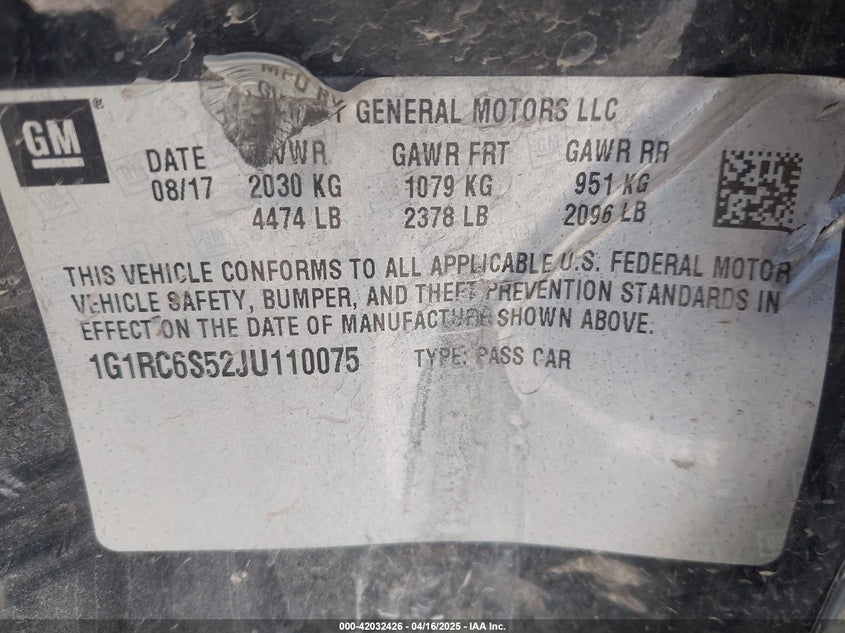 MFD BY
GM
® GENERAL MOTORS LLC
DATE GAWR FRT GAWR RR
08/17 2030 KG 1079 KG 951 KG
4474 LB 2378 LB 2096 LB
THIS VEHICLE CONFORMS TO ALL APPLICABLE U.S. FEDERAL MOTOR
VEHICLE SAFETY, BUMPER, AND THEFT PREVENTION STANDARDS IN
EFFECT ON THE DATE OF MANUFACTURE SHOWN ABOVE.
1G1RC6S52JU110075 TYPE: PASS CAR
000-42032426 - 04/16/2025 - IAA Inc.